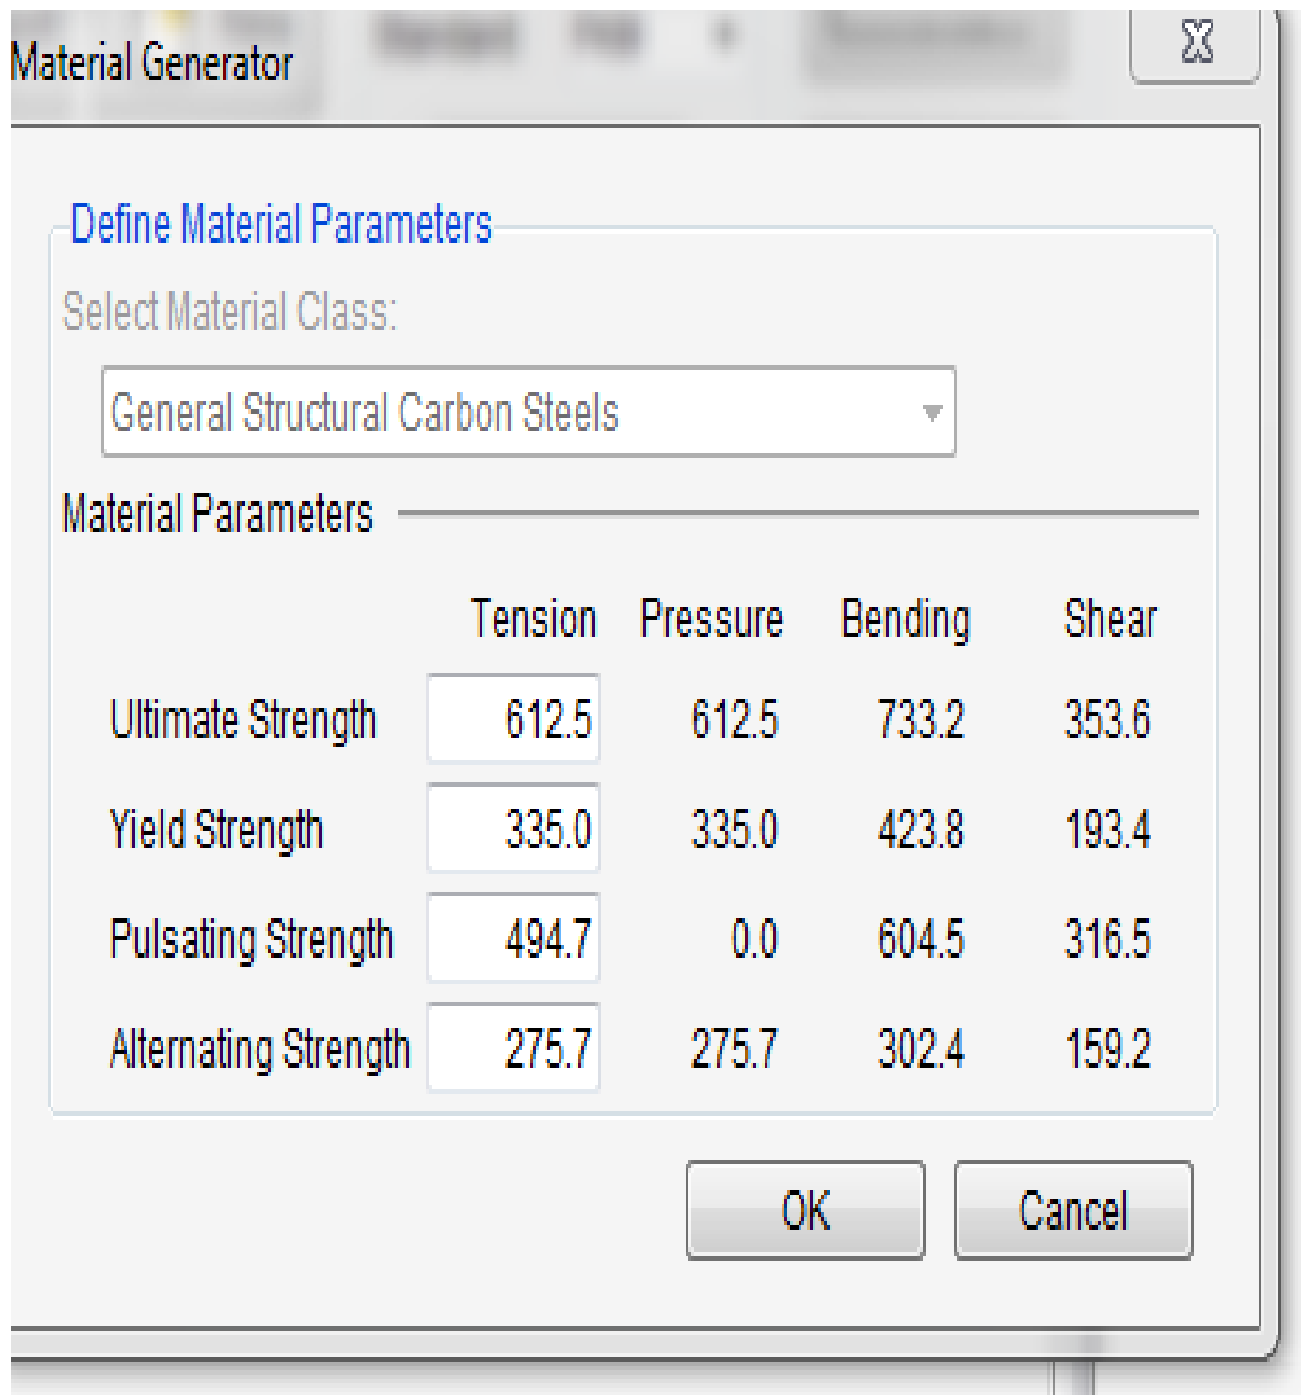 Material Generator
Define Material Parameters
Select Material Class:
General Structural Carbon Steels
Material Parameters
Tension Pressure Bending Shear
Ultimate Strength 612.5 612.5 733.2 353.6
Yield Strength 335.0 335.0 423.8 193.4
Pulsating Strength 494.7 0.0 604.5 316.5
Alternating Strength 275.7 275.7 302.4 159.2
OK Cancel